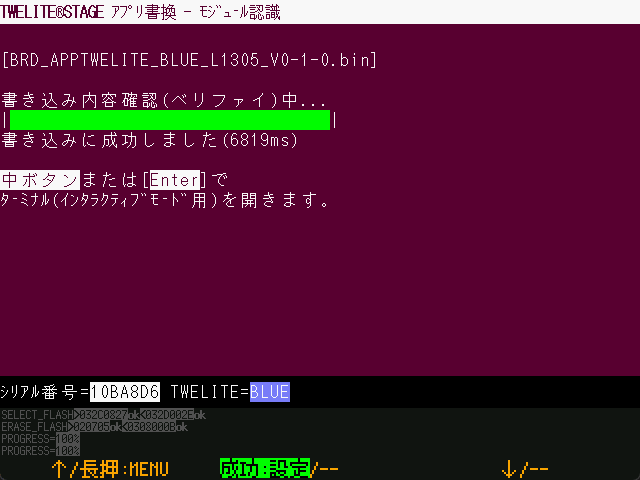 TWELITE®STAGE アプリ書換 - モジュール認識
[BRD_APPTWELITE_BLUE_L1305_V0-1-0.bin]
書き込み内容確認(ベリファイ)中...
書き込みに成功しました(6819ms)
中ボタンまたは[Enter]で
ターミナル(インタラクティブモード用)を開きます。
シリアル番号=10BA8D6 TWELITE=BLUE
SELECT_FLASH>032C0827ok<032D002Eok
ERASE_FLASH>020705ok<0308000Bok
PROGRESS=100%
PROGRESS=100%
↑/長押:MENU 成功:設定/-- ↓/--